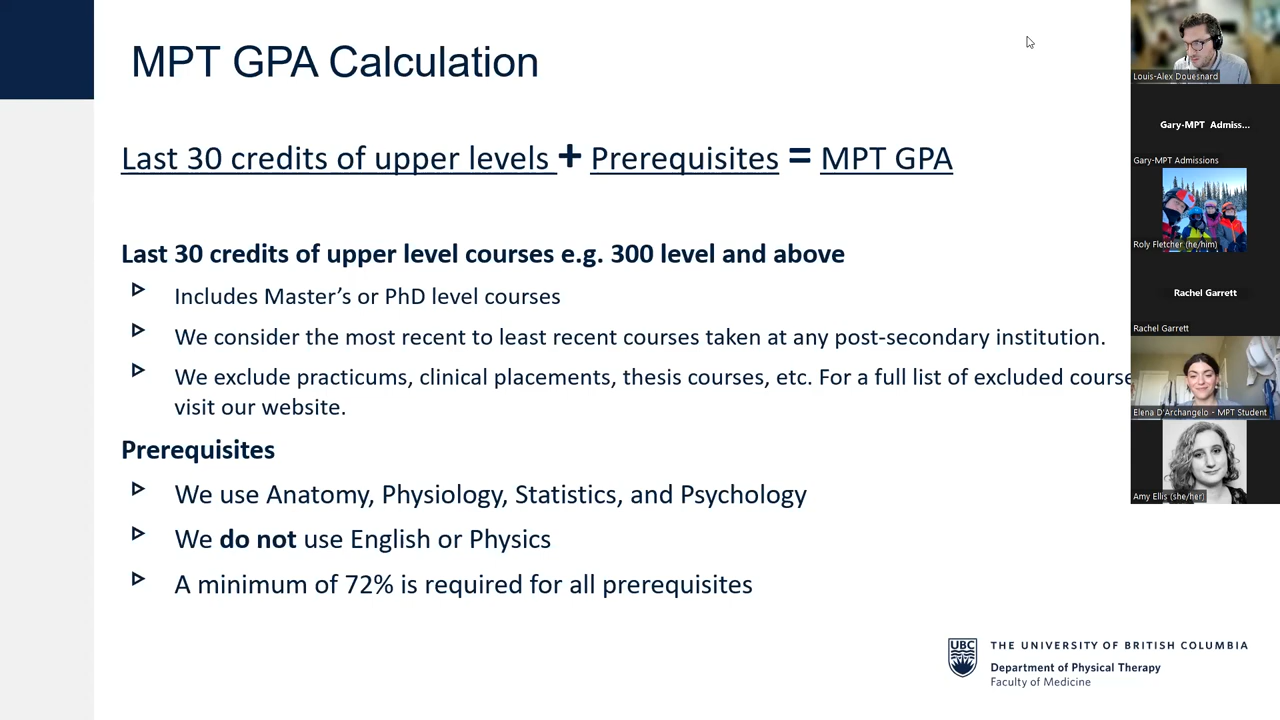 MPT GPA Calculation
Last 30 credits of upper levels + Prerequisites = MPT GPA
Last 30 credits of upper level courses e.g. 300 level and above
Includes Master's or PhD level courses
We consider the most recent to least recent courses taken at any post-secondary institution.
We exclude practicums, clinical placements, thesis courses, etc. For a full list of excluded course
visit our website.
Prerequisites
We use Anatomy, Physiology, Statistics, and Psychology
We do not use English or Physics
A minimum of 72% is required for all prerequisites
UBC
THE UNIVERSITY OF BRITISH COLUMBIA
Department of Physical Therapy
Faculty of Medicine
Louis-Alex Douesnard
Gary-MPT Admiss...
Gary-MPT Admissions
Roly Fletcher (he/him)
Rachel Garrett
Rachel Garrett
Elena D'Archangelo - MPT Student
Amy Ellis (she/her)